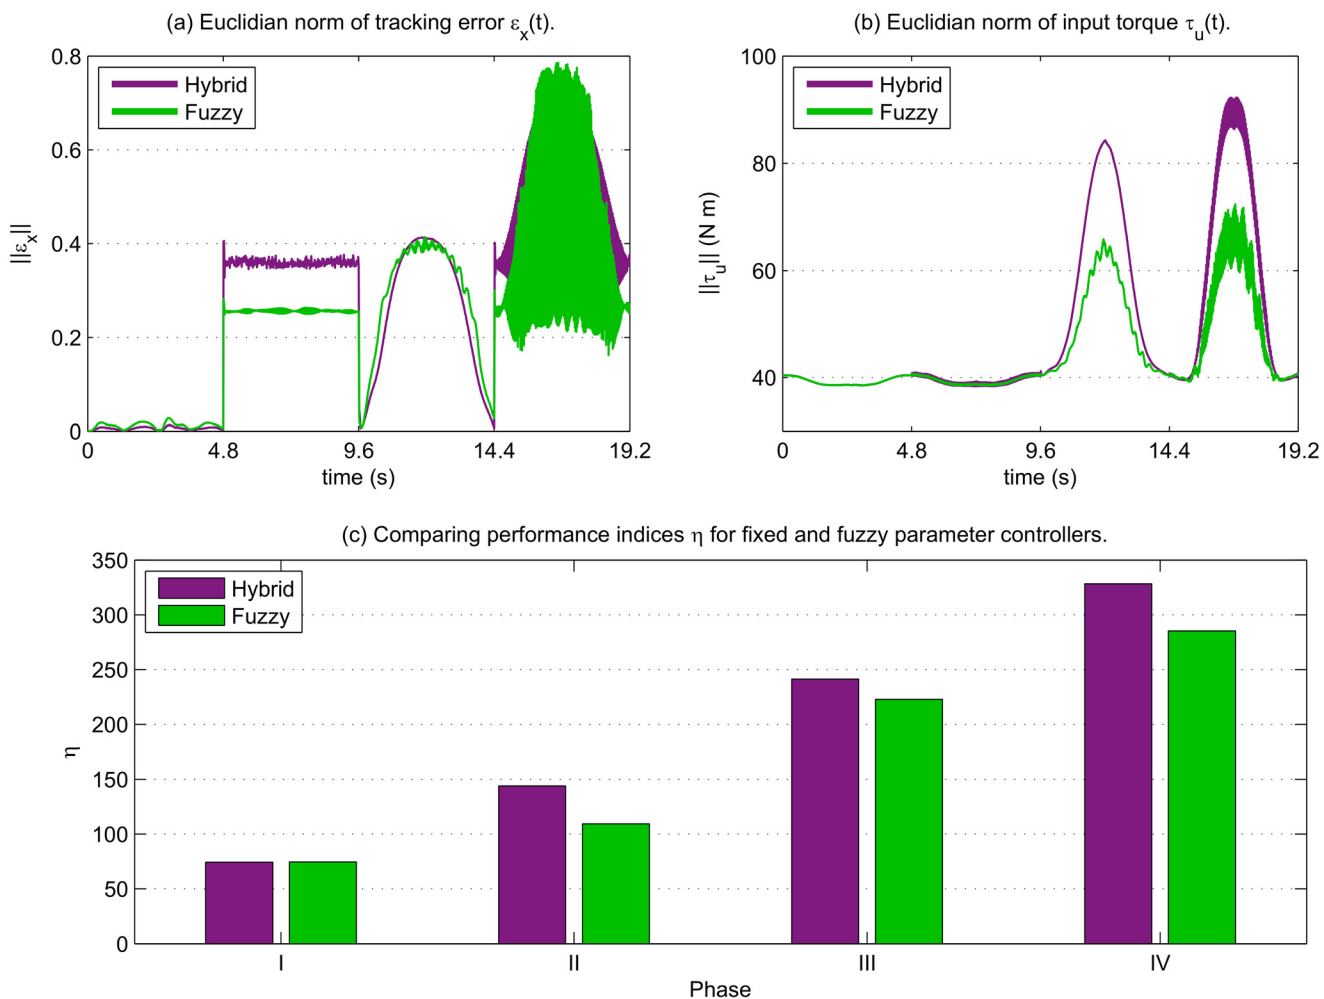 (a) Euclidian norm of tracking error εx(t).
0.8
0.6
0.4
0.2
0
||εx||
Hybrid
Fuzzy
0 4.8 9.6 14.4 19.2
time (s)
(b) Euclidian norm of input torque τu(t).
100
80
60
40
||τu|| (N m)
Hybrid
Fuzzy
0 4.8 9.6 14.4 19.2
time (s)
(c) Comparing performance indices η for fixed and fuzzy parameter controllers.
350
300
250
200
150
100
50
0
η
Hybrid
Fuzzy
I II III IV
Phase